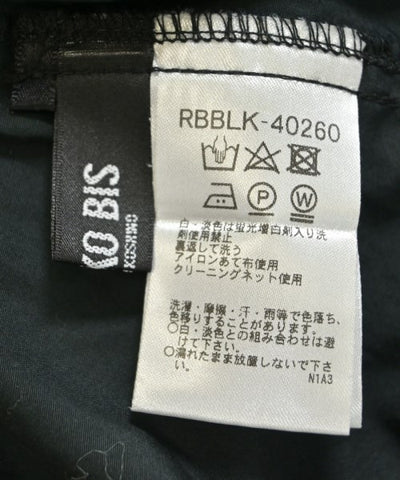 KO BIS
RBBLK-40260
白・淡色は蛍光増白剤入り洗
剤使用禁止
裏返して洗う
アイロンあて布使用
クリーニングネット使用
洗濯・摩擦・汗・雨等で色落ち、
色移りすることがあります。
○白・淡色との組み合わせは避
けて下さい。
○濡れたまま放置しないで下さ
い。
N1A3